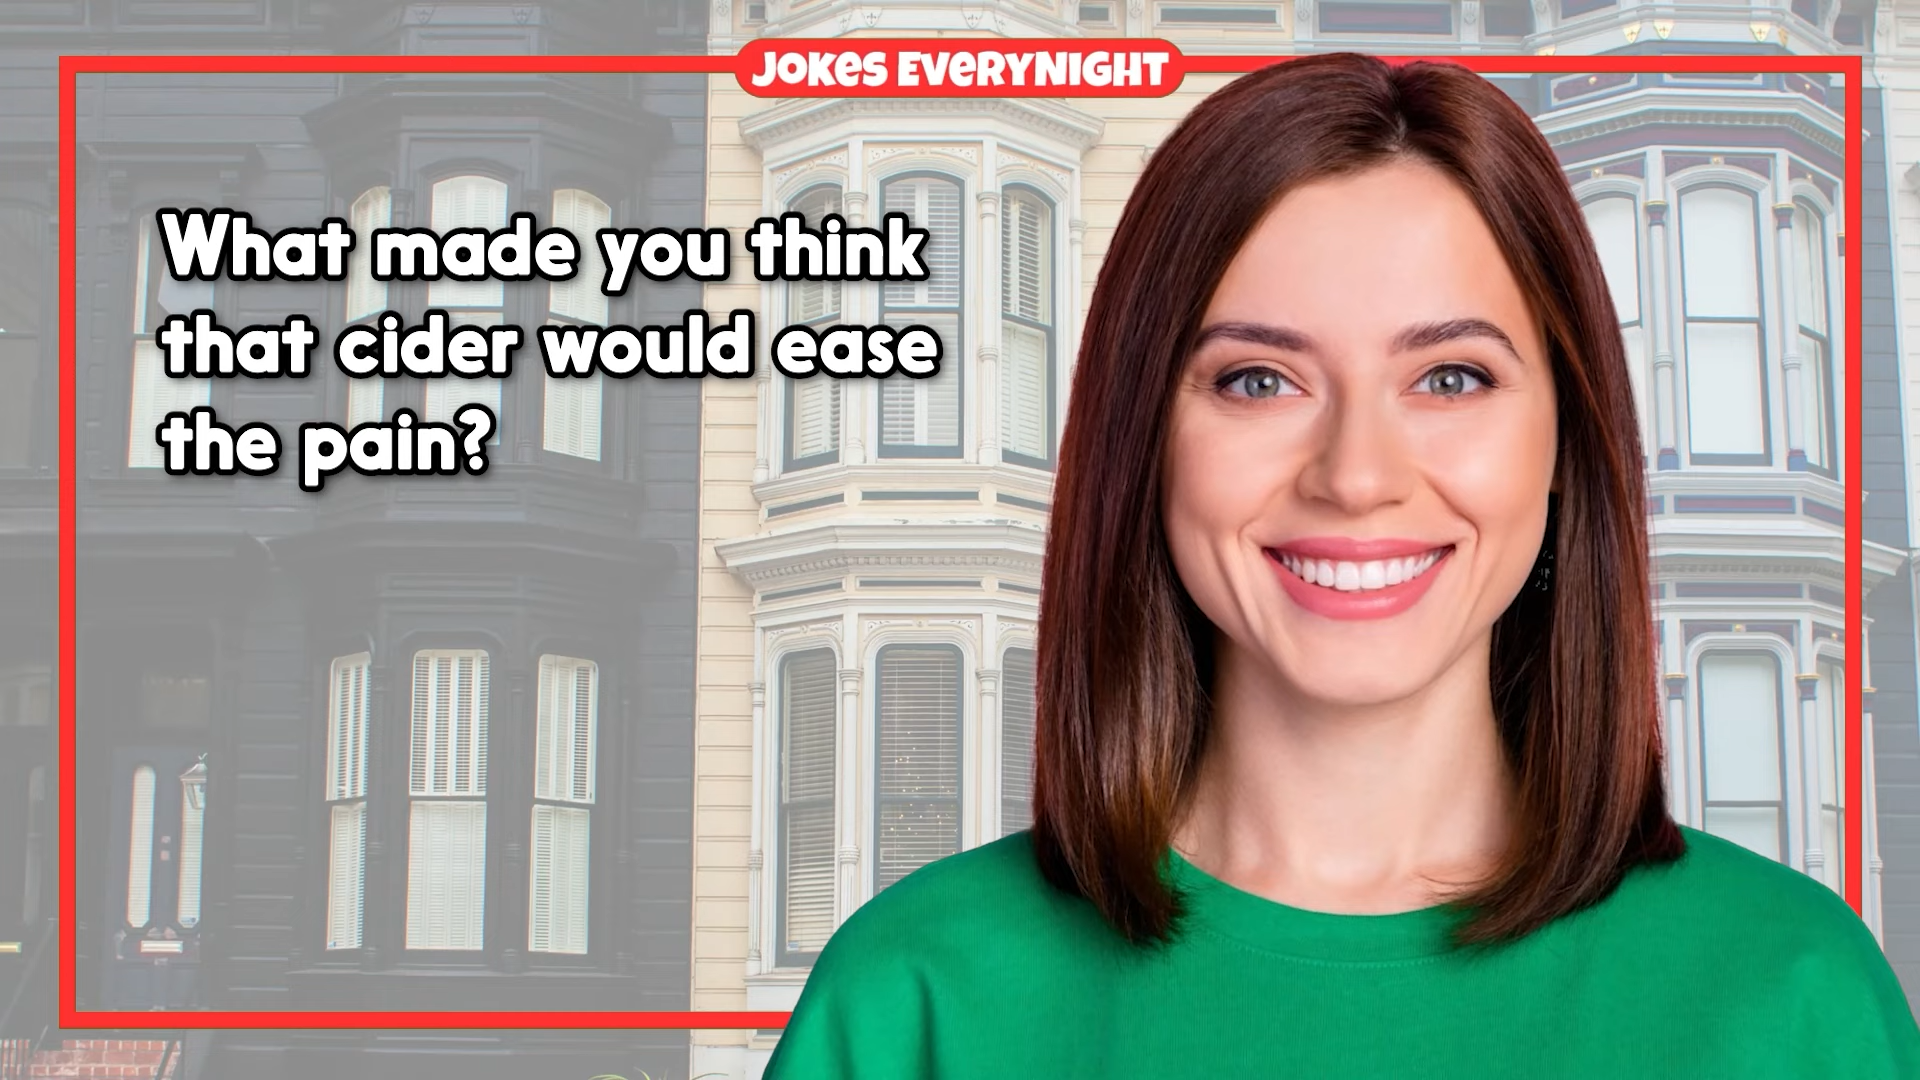 JOKES EVERYNIGHT
What made you think
that cider would ease
the pain?